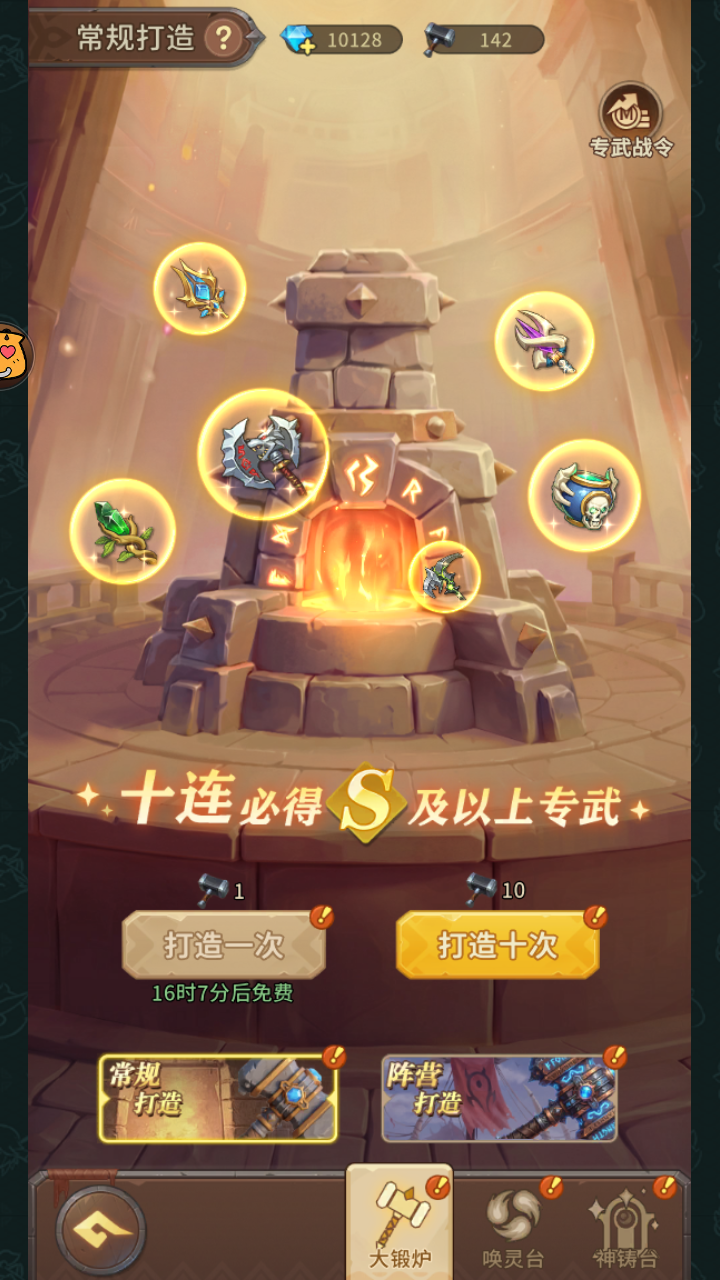 常规打造
?
10128
142
专武战令
十连必得S及以上专武
1
10
打造一次
打造十次
16时7分后免费
常规
打造
阵营
打造
大锻炉
唤灵台
神铸台